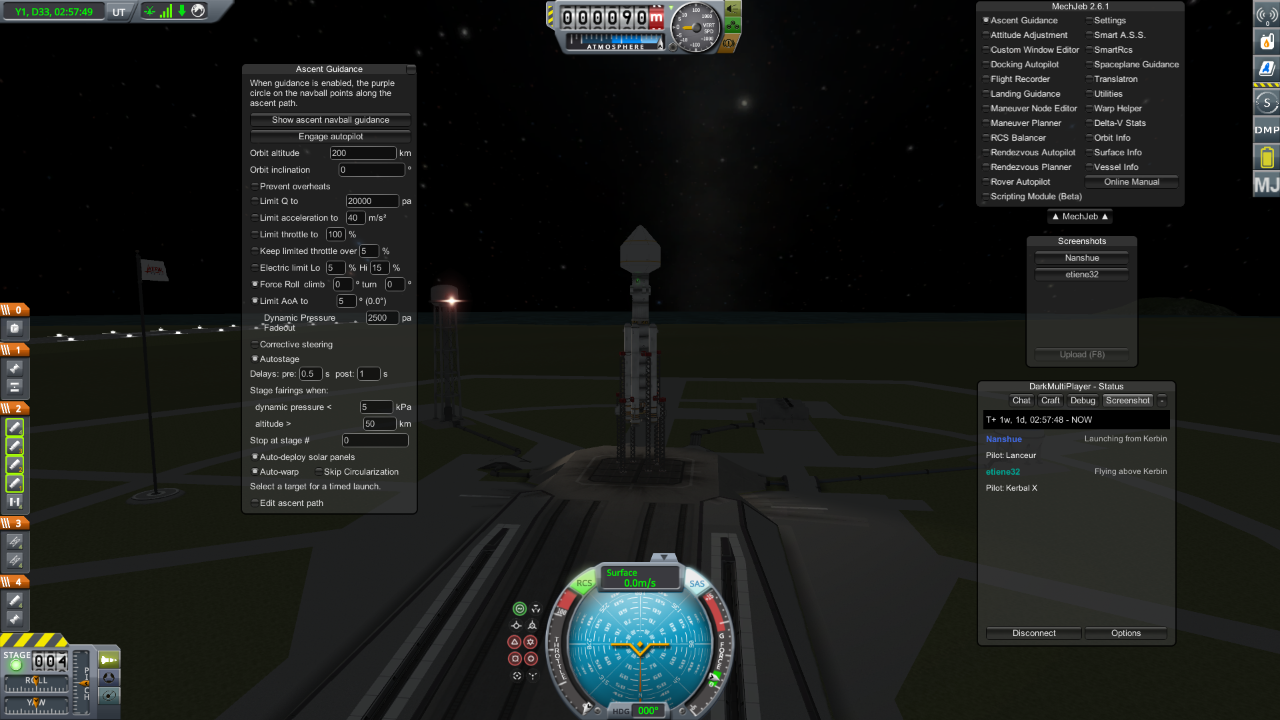 Y1, D33, 02:57:49 UT
000090m
ATMOSPHERE
VERT SPD
Ascent Guidance
When guidance is enabled, the purple
circle on the navball points along the
ascent path.
Show ascent navball guidance
Engage autopilot
Orbit altitude 200 km
Orbit inclination 0 °
Prevent overheats
Limit Q to 20000 pa
Limit acceleration to 40 m/s²
Limit throttle to 100 %
Keep limited throttle over 5 %
Electric limit Lo 5 % Hi 15 %
Force Roll climb 0 ° turn 0 °
Limit AoA to 5 ° (0.0°)
Dynamic Pressure 2500 pa
Fadeout
Corrective steering
Autostage
Delays: pre: 0.5 s post: 1 s
Stage fairings when:
dynamic pressure < 5 kPa
altitude > 50 km
Stop at stage # 0
Auto-deploy solar panels
Auto-warp Skip Circularization
Select a target for a timed launch.
Edit ascent path
MechJeb 2.6.1
Ascent Guidance Settings
Attitude Adjustment Smart A.S.S.
Custom Window Editor SmartRcs
Docking Autopilot Spaceplane Guidance
Flight Recorder Translatron
Landing Guidance Utilities
Maneuver Node Editor Warp Helper
Maneuver Planner Delta-V Stats
RCS Balancer Orbit Info
Rendezvous Autopilot Surface Info
Rendezvous Planner Vessel Info
Rover Autopilot Online Manual
Scripting Module (Beta)
▲ MechJeb ▲
Screenshots
Nanshue
etiene32
Upload (F8)
DarkMultiPlayer - Status
Chat Craft Debug Screenshot
T+ 1w, 1d, 02:57:48 - NOW
Nanshue Launching from Kerbin
Pilot: Lanceur
etiene32 Flying above Kerbin
Pilot: Kerbal X
Disconnect Options
S
DMP
MJ
0
1
2
3
4
STAGE 004
ROLL
YAW
PITCH
RCS Surface SAS
0.0m/s
THROTTLE
HDG 000°